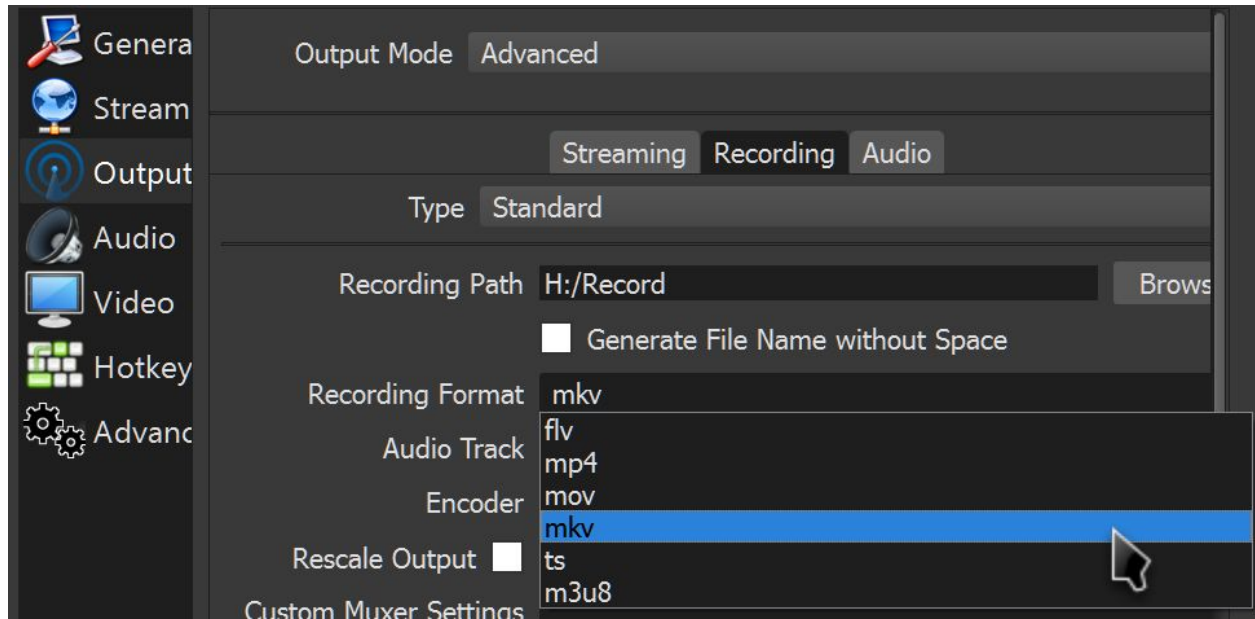 Genera
Stream
Output
Audio
Video
Hotkey
Advanc
Output Mode Advanced
Streaming Recording Audio
Type Standard
Recording Path H:/Record Brows
Generate File Name without Space
Recording Format mkv
Audio Track
Encoder
Rescale Output
Custom Muxer Settings
flv
mp4
mov
mkv
ts
m3u8